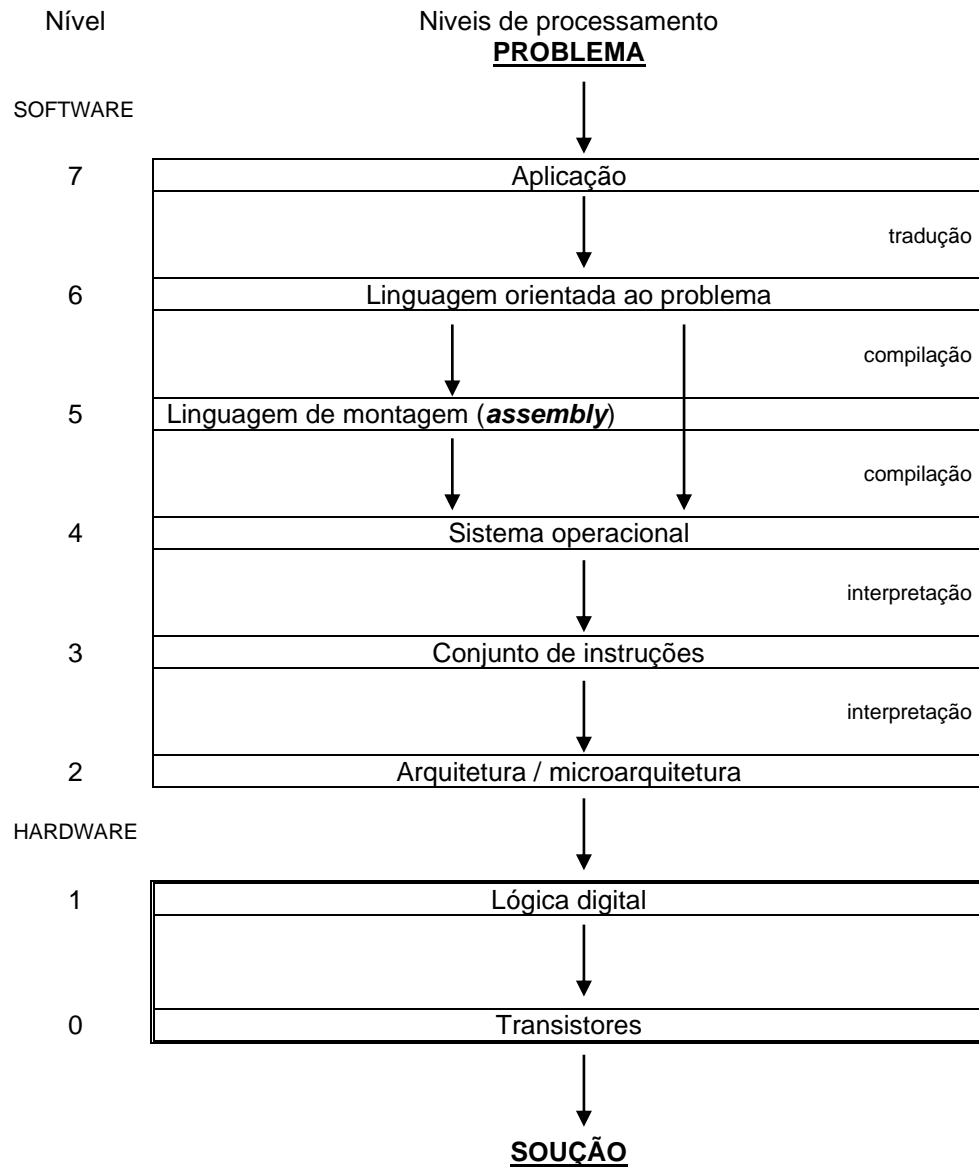 Nível Niveis de processamento
PROBLEMA
SOFTWARE
7 Aplicação
tradução
6 Linguagem orientada ao problema
compilação
5 Linguagem de montagem (assembly)
compilação
4 Sistema operacional
interpretação
3 Conjunto de instruções
interpretação
2 Arquitetura / microarquitetura
HARDWARE
1 Lógica digital
0 Transistores
SOUÇÃO